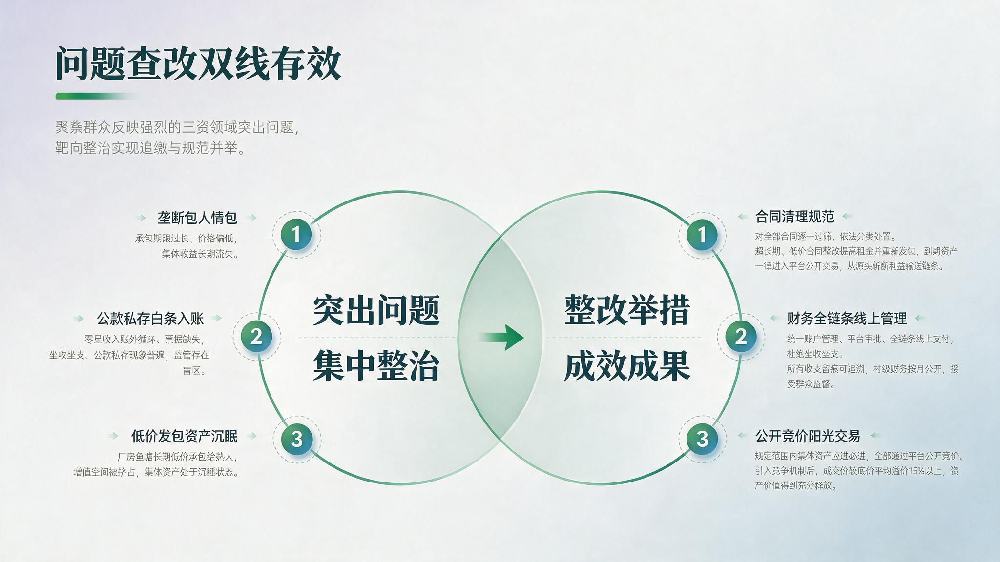 问题查改双线有效
聚焦群众反映强烈的三资领域突出问题，
靶向整治实现追缴与规范并举。
1
垄断包人情包
承包期限过长、价格偏低，
集体收益长期流失。
2
公款私存白条入账
零星收入账外循环、票据缺失，
坐收坐支、公款私存现象普遍，监管存在
盲区。
3
低价发包资产沉眠
厂房鱼塘长期低价承包给熟人，
增值空间被挤占，集体资产处于沉睡状态。
突出问题
集中整治
整改举措
成效成果
1
合同清理规范
对全部合同逐一过筛，依法分类处置。
超长期、低价合同整改提高租金并重新发包，到期资产
一律进入平台公开交易，从源头斩断利益输送链条。
2
财务全链条线上管理
统一账户管理、平台审批、全链条线上支付，
杜绝坐收坐支。
所有收支留痕可追溯，村级财务按月公开，接
受群众监督。
3
公开竞价阳光交易
规定范围内集体资产应进必进，全部通过平台公开竞价。
引入竞争机制后，成交价较底价平均溢价15%以上，资
产价值得到充分释放。